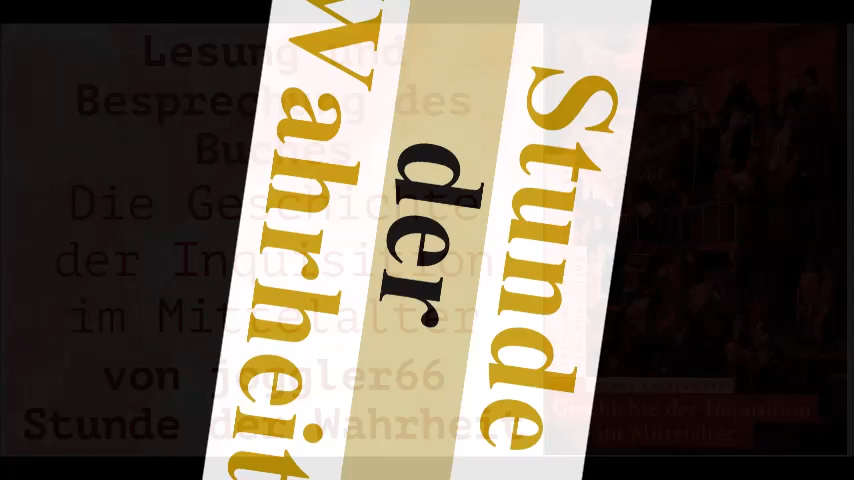 Stunde
der
Wahrheit
Lesung und
Besprechung des
Buches
Die Geschichte
der Inquisition
im Mittelalter
von joggler66
Stunde der Wahrheit
Geschichte der Inquisition
im Mittelalter